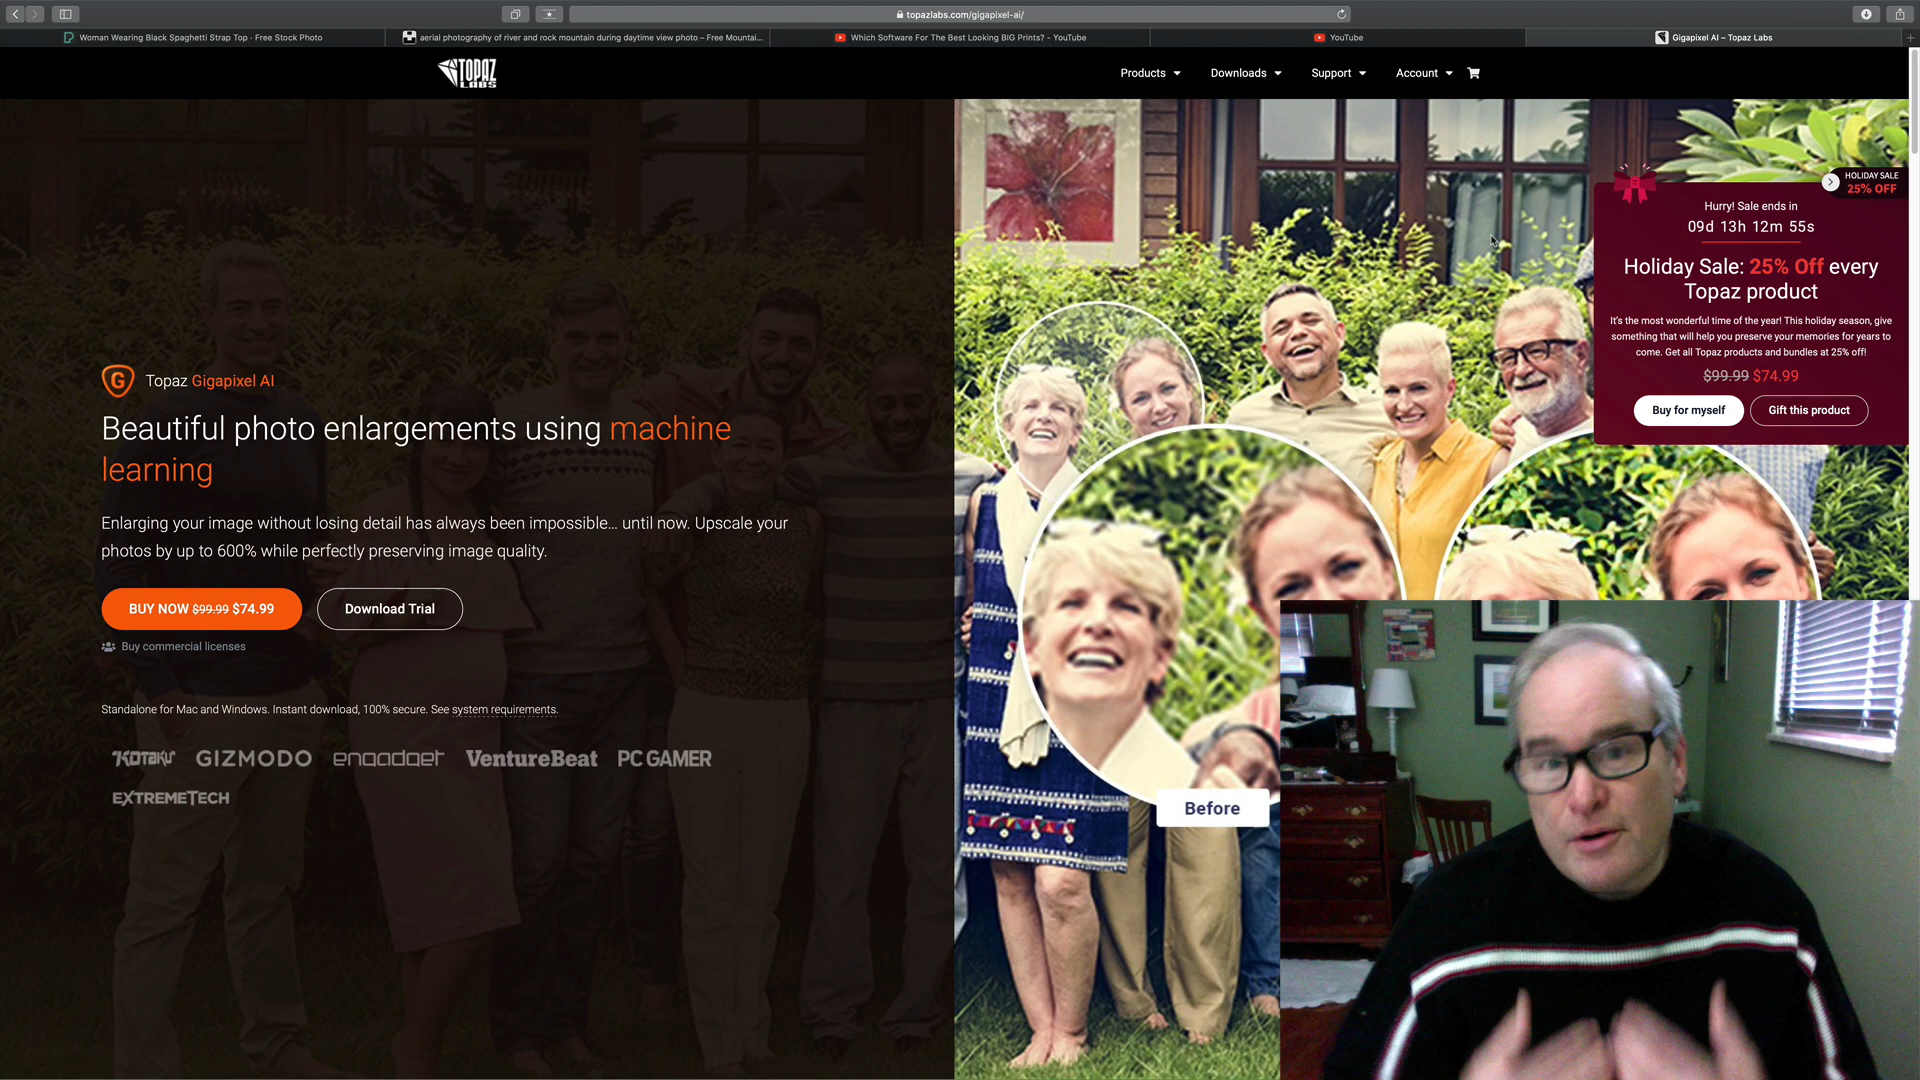 topazlabs.com/gigapixel-ai/
Woman Wearing Black Spaghetti Strap Top · Free Stock Photo
aerial photography of river and rock mountain during daytime view photo – Free Mountai...
Which Software For The Best Looking BIG Prints? - YouTube
YouTube
Gigapixel AI – Topaz Labs
TOPAZ
LABS
Products
Downloads
Support
Account
HOLIDAY SALE
25% OFF
Hurry! Sale ends in
09d 13h 12m 55s
Holiday Sale: 25% Off every
Topaz product
It's the most wonderful time of the year! This holiday season, give
something that will help you preserve your memories for years to
come. Get all Topaz products and bundles at 25% off!
$99.99 $74.99
Buy for myself
Gift this product
G
Topaz Gigapixel AI
Beautiful photo enlargements using machine
learning
Enlarging your image without losing detail has always been impossible... until now. Upscale your
photos by up to 600% while perfectly preserving image quality.
BUY NOW $99.99 $74.99
Download Trial
Buy commercial licenses
Standalone for Mac and Windows. Instant download, 100% secure. See system requirements.
KOTAKU GIZMODO engadget VentureBeat PC GAMER
EXTREMETECH
Before